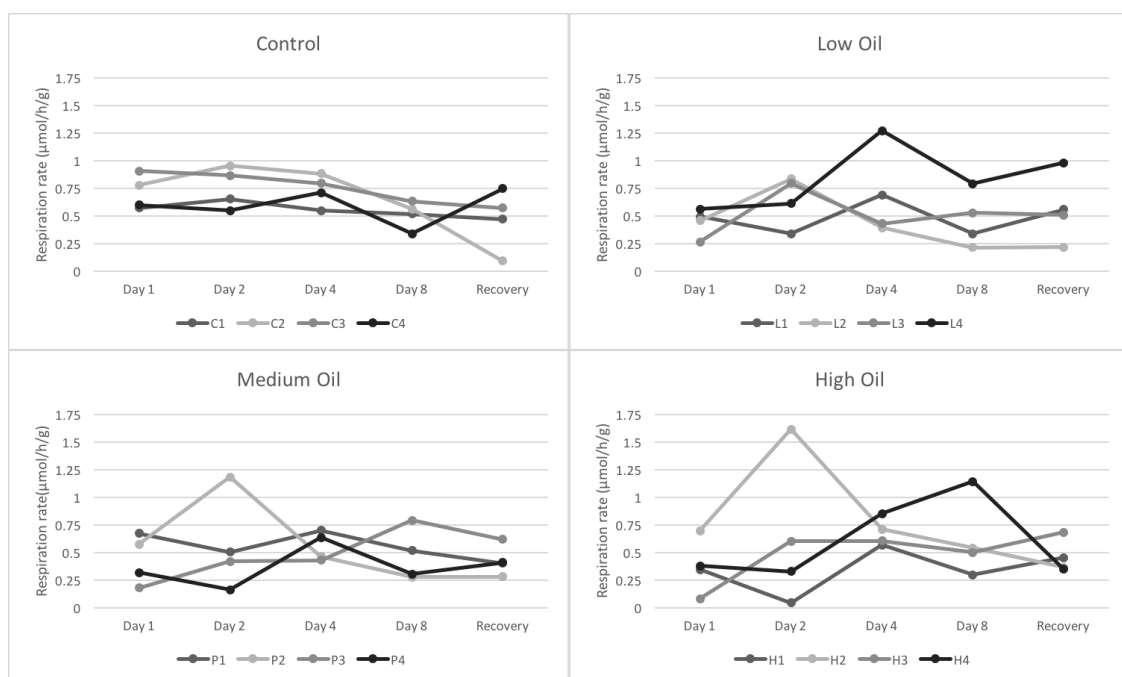 Control
Respiration rate (µmol/h/g)
1.75
1.5
1.25
1
0.75
0.5
0.25
0
Day 1 Day 2 Day 4 Day 8 Recovery
C1 C2 C3 C4
Low Oil
Respiration rate (µmol/h/g)
1.75
1.5
1.25
1
0.75
0.5
0.25
0
Day 1 Day 2 Day 4 Day 8 Recovery
L1 L2 L3 L4
Medium Oil
Respiration rate(µmol/h/g)
1.75
1.5
1.25
1
0.75
0.5
0.25
0
Day 1 Day 2 Day 4 Day 8 Recovery
P1 P2 P3 P4
High Oil
Respiration rate (µmol/h/g)
1.75
1.5
1.25
1
0.75
0.5
0.25
0
Day 1 Day 2 Day 4 Day 8 Recovery
H1 H2 H3 H4